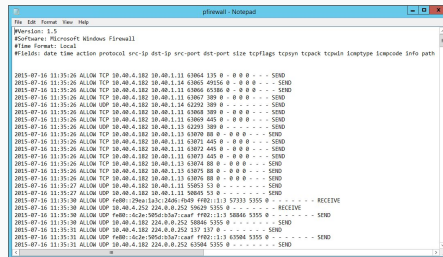 pfirewall - Notepad
File Edit Format View Help
#Version: 1.5
#Software: Microsoft Windows Firewall
#Time Format: Local
#Fields: date time action protocol src-ip dst-ip src-port dst-port size tcpflags tcpsyn tcpack tcpwin icmptype icmpcode info path
2015-07-16 11:35:26 ALLOW TCP 10.40.4.182 10.40.1.11 63064 135 0 - 0 0 0 - - - SEND
2015-07-16 11:35:26 ALLOW TCP 10.40.4.182 10.40.1.14 63065 49156 0 - 0 0 0 - - - SEND
2015-07-16 11:35:26 ALLOW TCP 10.40.4.182 10.40.1.11 63066 65386 0 - 0 0 0 - - - SEND
2015-07-16 11:35:26 ALLOW TCP 10.40.4.182 10.40.1.11 63067 389 0 - 0 0 0 - - - SEND
2015-07-16 11:35:26 ALLOW UDP 10.40.4.182 10.40.1.14 62292 389 0 - - - - - - - SEND
2015-07-16 11:35:26 ALLOW TCP 10.40.4.182 10.40.1.11 63068 389 0 - 0 0 0 - - - SEND
2015-07-16 11:35:26 ALLOW TCP 10.40.4.182 10.40.1.11 63069 445 0 - 0 0 0 - - - SEND
2015-07-16 11:35:26 ALLOW UDP 10.40.4.182 10.40.1.13 62293 389 0 - - - - - - - SEND
2015-07-16 11:35:26 ALLOW TCP 10.40.4.182 10.40.1.11 63070 88 0 - 0 0 0 - - - SEND
2015-07-16 11:35:26 ALLOW TCP 10.40.4.182 10.40.1.11 63071 445 0 - 0 0 0 - - - SEND
2015-07-16 11:35:26 ALLOW TCP 10.40.4.182 10.40.1.11 63072 445 0 - 0 0 0 - - - SEND
2015-07-16 11:35:26 ALLOW TCP 10.40.4.182 10.40.1.11 63073 445 0 - 0 0 0 - - - SEND
2015-07-16 11:35:26 ALLOW TCP 10.40.4.182 10.40.1.11 63074 88 0 - 0 0 0 - - - SEND
2015-07-16 11:35:26 ALLOW TCP 10.40.4.182 10.40.1.13 63075 88 0 - 0 0 0 - - - SEND
2015-07-16 11:35:26 ALLOW TCP 10.40.4.182 10.40.1.13 63076 88 0 - 0 0 0 - - - SEND
2015-07-16 11:35:27 ALLOW UDP 10.40.4.182 10.40.1.11 55053 53 0 - - - - - - - SEND
2015-07-16 11:35:27 ALLOW UDP 10.40.4.182 10.40.1.11 50845 53 0 - - - - - - - SEND
2015-07-16 11:35:30 ALLOW UDP fe80::29ea:1a3c:24d6:fb49 ff02::1:3 57333 5355 0 - - - - - - - RECEIVE
2015-07-16 11:35:30 ALLOW UDP 10.40.4.252 224.0.0.252 59629 5355 0 - - - - - - - RECEIVE
2015-07-16 11:35:30 ALLOW UDP fe80::4c2e:505d:b3a7:caaf ff02::1:3 58846 5355 0 - - - - - - - SEND
2015-07-16 11:35:30 ALLOW UDP 10.40.4.182 224.0.0.252 58846 5355 0 - - - - - - - SEND
2015-07-16 11:35:31 ALLOW UDP 10.40.4.182 224.0.0.252 137 137 0 - - - - - - - SEND
2015-07-16 11:35:31 ALLOW UDP fe80::4c2e:505d:b3a7:caaf ff02::1:3 63504 5355 0 - - - - - - - SEND
2015-07-16 11:35:31 ALLOW UDP 10.40.4.182 224.0.0.252 63504 5355 0 - - - - - - - SEND